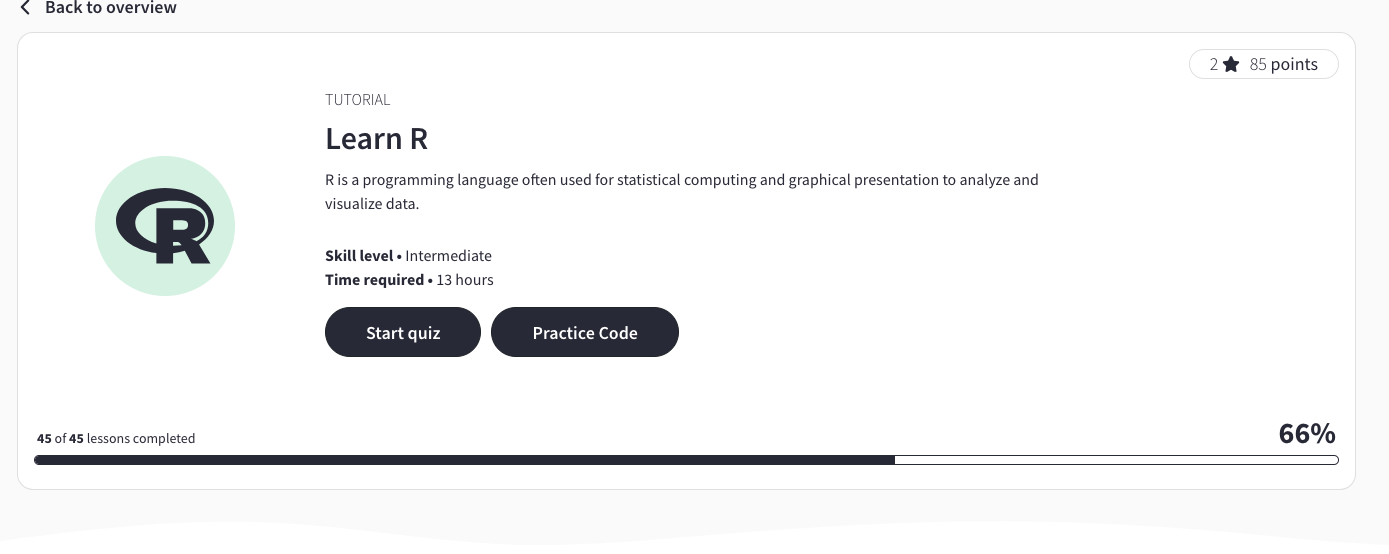 Back to overview
2 ★ 85 points
TUTORIAL
Learn R
R is a programming language often used for statistical computing and graphical presentation to analyze and
visualize data.
Skill level • Intermediate
Time required • 13 hours
Start quiz Practice Code
45 of 45 lessons completed 66%
R